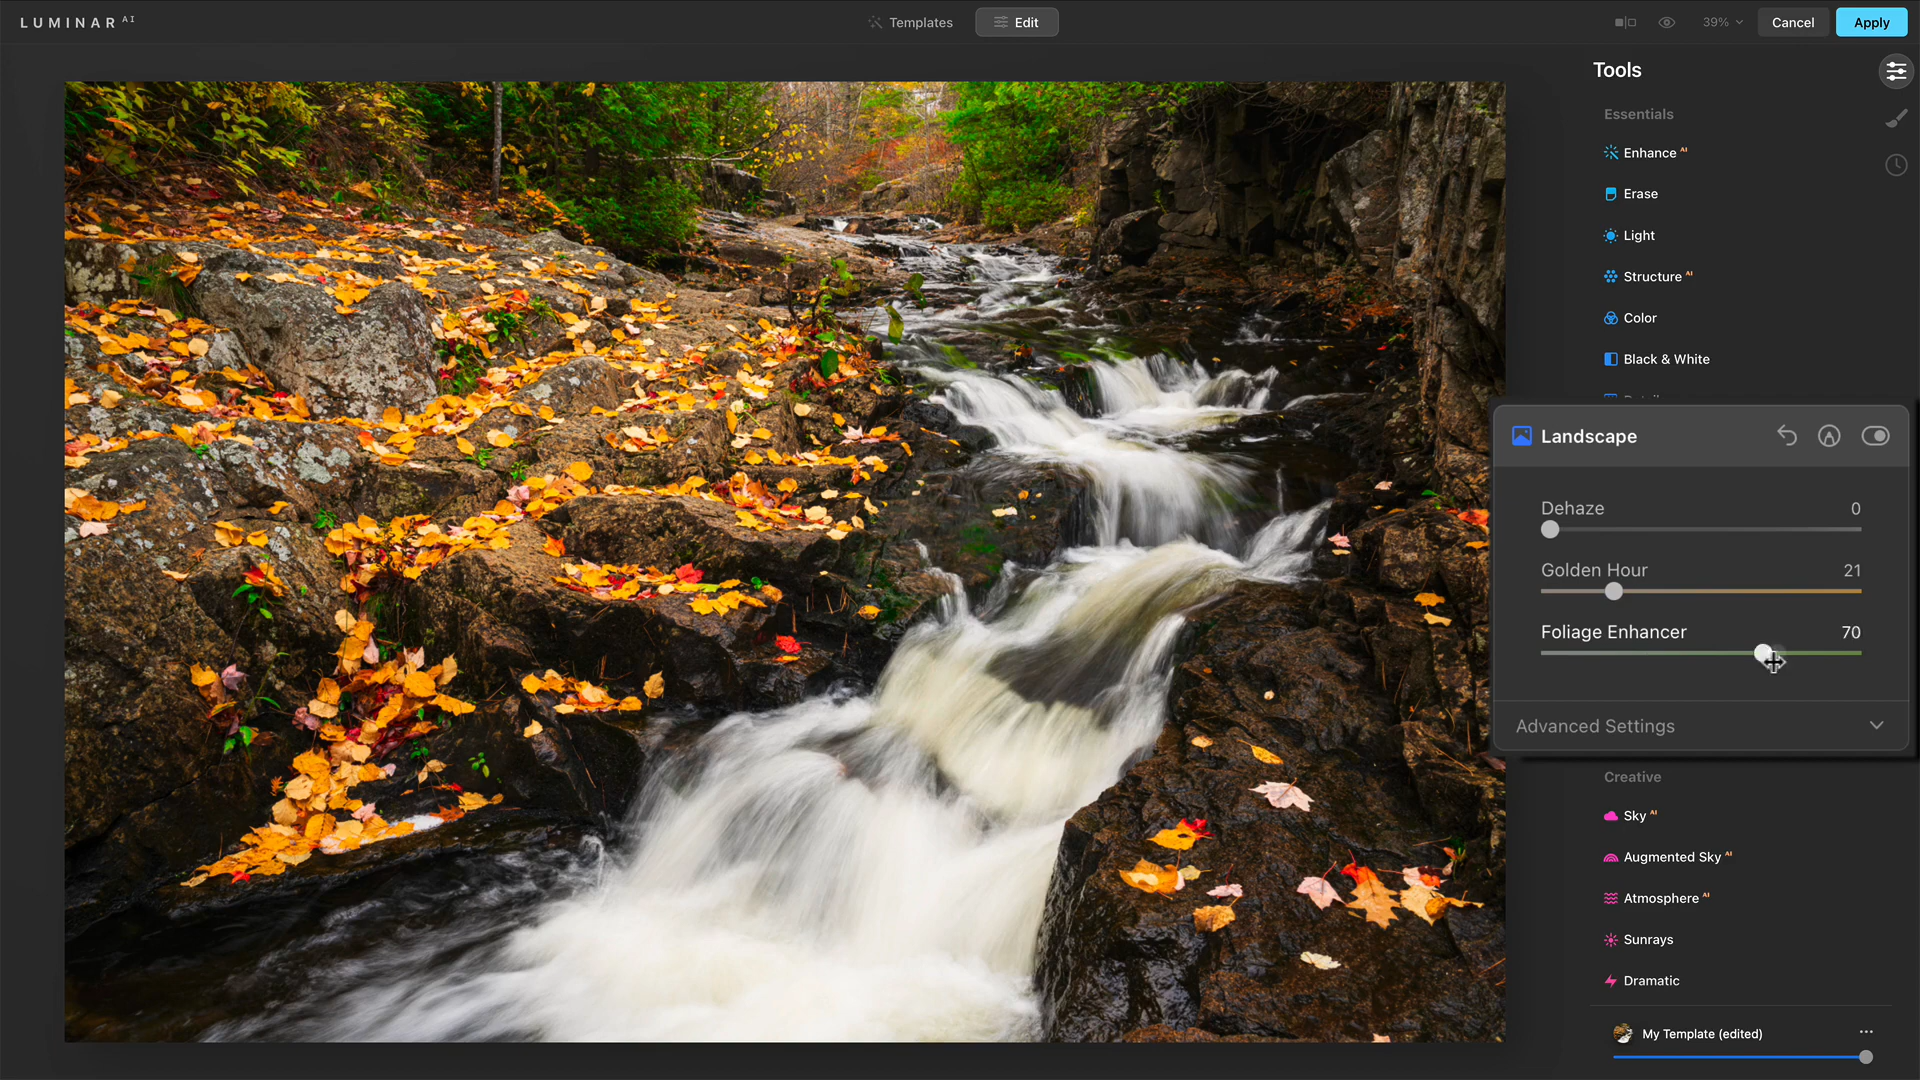 LUMINAR AI
Templates
Edit
39%
Cancel
Apply
Tools
Essentials
Enhance AI
Erase
Light
Structure AI
Color
Black & White
Landscape
Dehaze 0
Golden Hour 21
Foliage Enhancer 70
Advanced Settings
Creative
Sky AI
Augmented Sky AI
Atmosphere AI
Sunrays
Dramatic
My Template (edited)